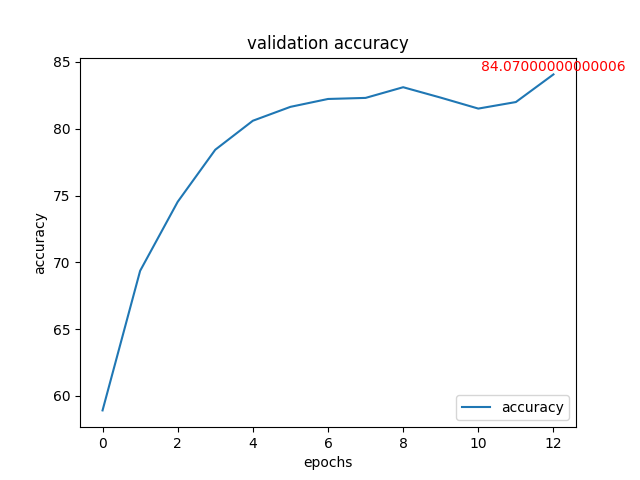 validation accuracy
84.07000000000006
85
80
75
70
65
60
accuracy
accuracy
0 2 4 6 8 10 12
epochs